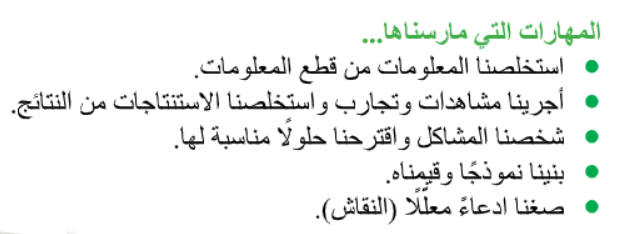 المهارات التي مارسناها...
• استخلصنا المعلومات من قطع المعلومات.
• أجرينا مشاهدات وتجارب واستخلصنا الاستنتاجات من النتائج.
• شخصنا المشاكل واقترحنا حلولًا مناسبة لها.
• بنينا نموذجًا وقيمناه.
• صغنا ادعاءً معلّلًا (النقاش).